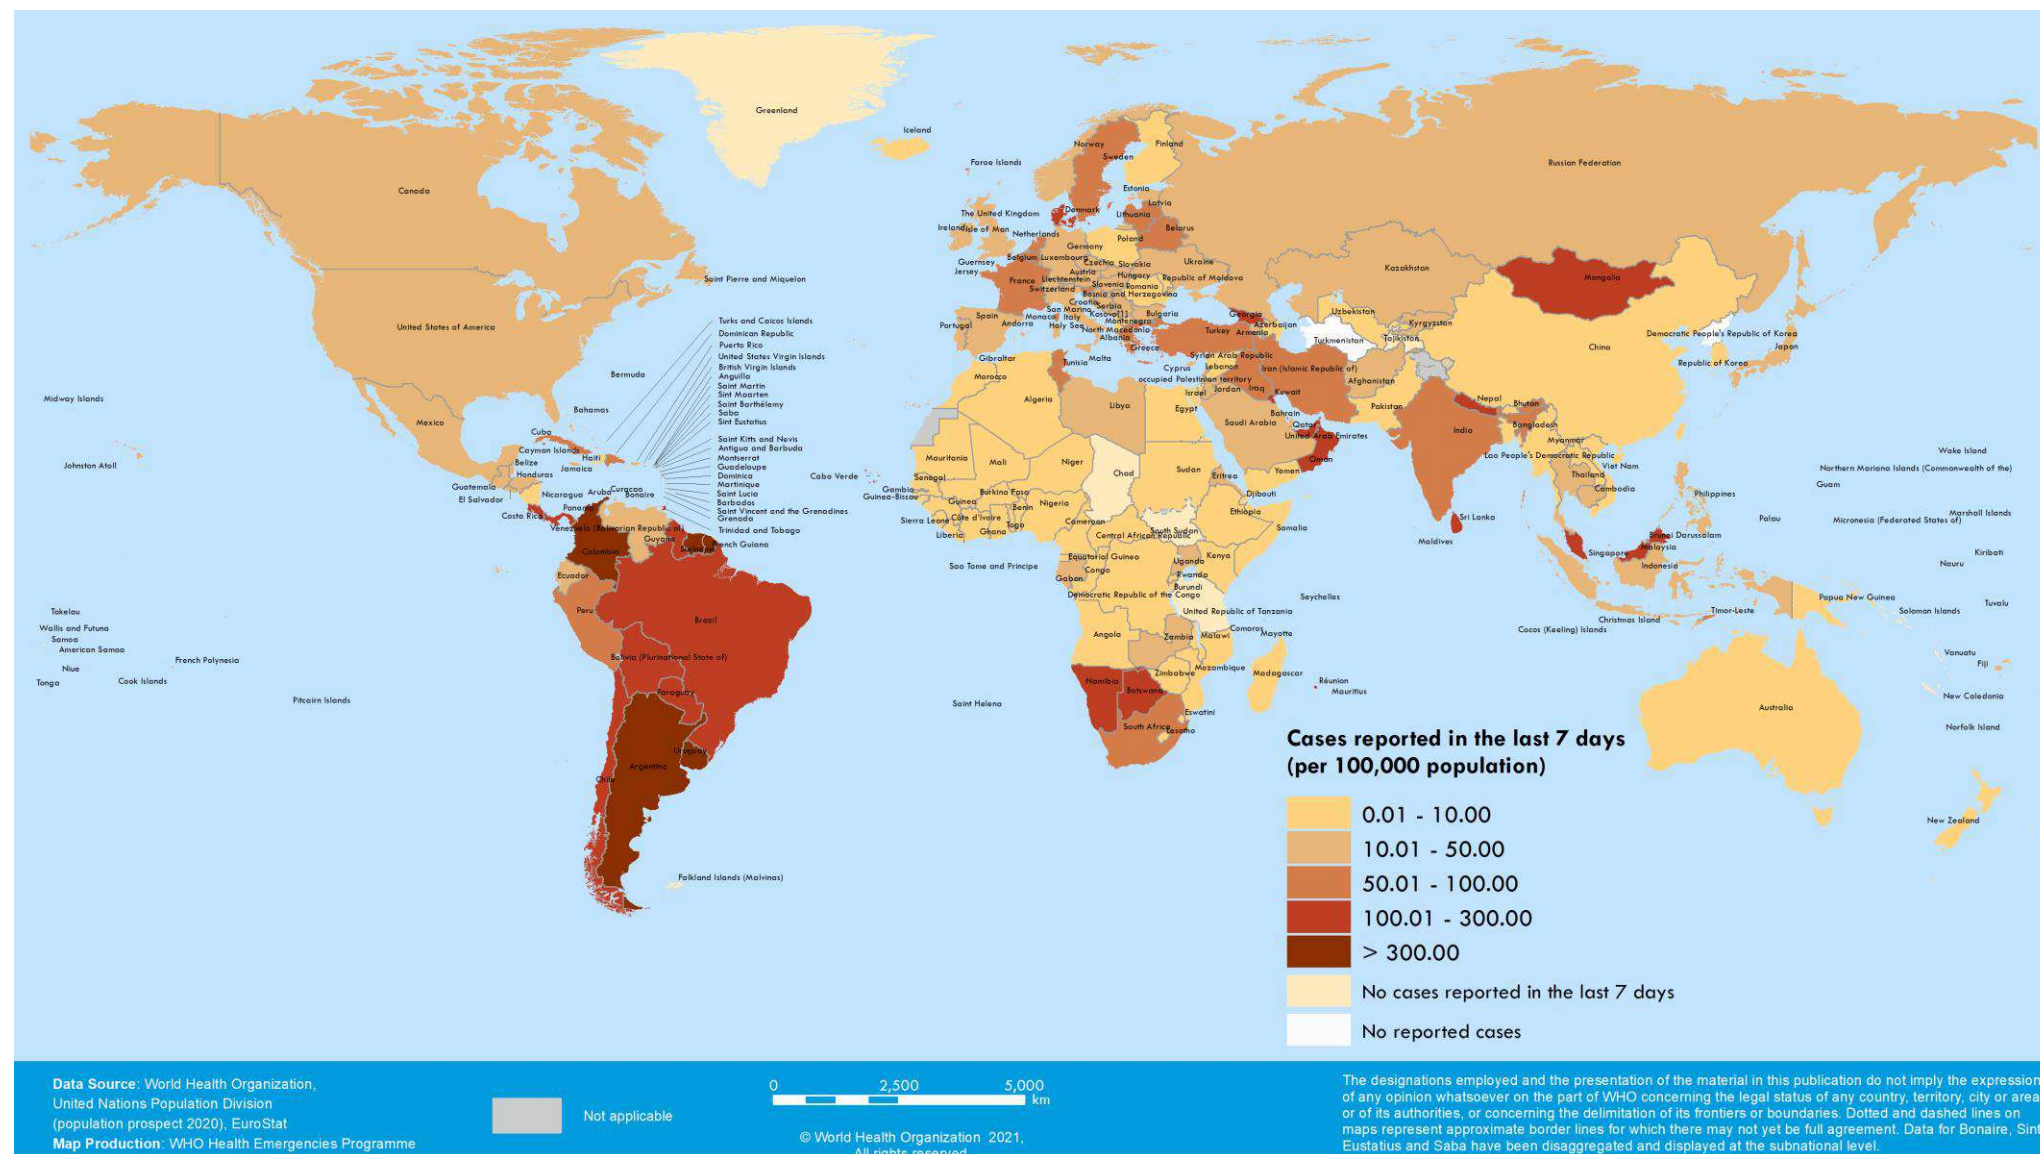 Greenland
Iceland
Faroe Islands
Norway
Sweden
Finland
Russian Federation
Canada
Estonia
Latvia
The United Kingdom
Denmark
Lithuania
Ireland
Isle of Man
Netherlands
Belarus
Poland
Germany
Guernsey
Belgium
Luxembourg
Czechia
Slovakia
Ukraine
Jersey
Austria
Kazakhstan
Mongolia
Saint Pierre and Miquelon
France
Liechtenstein
Hungary
Republic of Moldova
Switzerland
Slovenia
Romania
Bosnia and Herzegovina
Croatia
Serbia
San Marino
Spain
Monaco
Italy
Kosovo[1]
Bulgaria
Georgia
Uzbekistan
Turks and Caicos Islands
United States of America
Portugal
Andorra
Holy See
Montenegro
North Macedonia
Turkey
Armenia
Azerbaijan
Kyrgyzstan
Dominican Republic
Albania
Turkmenistan
Tajikistan
Democratic People's Republic of Korea
Puerto Rico
Greece
China
Japan
United States Virgin Islands
Gibraltar
Malta
Syrian Arab Republic
Republic of Korea
British Virgin Islands
Tunisia
Cyprus
Lebanon
Iran (Islamic Republic of)
Bermuda
Anguilla
Morocco
occupied Palestinian territory
Afghanistan
Saint Martin
Israel
Jordan
Iraq
Kuwait
Sint Maarten
Midway Islands
Algeria
Libya
Egypt
Pakistan
Nepal
Bhutan
Saint Barthélemy
Bahamas
Saba
Bahrain
Mexico
Sint Eustatius
Saudi Arabia
Qatar
Bangladesh
Cuba
United Arab Emirates
India
Saint Kitts and Nevis
Myanmar
Cayman Islands
Antigua and Barbuda
Wake Island
Haiti
Mauritania
Mali
Niger
Chad
Oman
Lao People's Democratic Republic
Johnston Atoll
Belize
Jamaica
Montserrat
Viet Nam
Northern Mariana Islands (Commonwealth of the)
Honduras
Guadeloupe
Cabo Verde
Senegal
Sudan
Eritrea
Yemen
Thailand
Guatemala
Dominica
Gambia
Guam
El Salvador
Nicaragua
Aruba
Curacao
Bonaire
Martinique
Guinea-Bissau
Burkina Faso
Djibouti
Cambodia
Philippines
Saint Lucia
Guinea
Benin
Nigeria
Panama
Barbados
Costa Rica
Saint Vincent and the Grenadines
Sierra Leone
Côte d'Ivoire
Togo
Cameroon
Ethiopia
Somalia
Sri Lanka
Palau
Micronesia (Federated States of)
Marshall Islands
Grenada
Venezuela (Bolivarian Republic of)
Trinidad and Tobago
Liberia
Ghana
Central African Republic
South Sudan
Guyana
Suriname
French Guiana
Maldives
Brunei Darussalam
Colombia
Equatorial Guinea
Uganda
Kenya
Singapore
Malaysia
Kiribati
Ecuador
Sao Tome and Principe
Gabon
Congo
Rwanda
Indonesia
Nauru
Burundi
Democratic Republic of the Congo
Seychelles
Papua New Guinea
Tuvalu
Tokelau
Peru
Brazil
United Republic of Tanzania
Timor-Leste
Solomon Islands
Wallis and Futuna
Christmas Island
Samoa
Angola
Zambia
Malawi
Comoros
Mayotte
Cocos (Keeling) Islands
American Samoa
Bolivia (Plurinational State of)
Vanuatu
French Polynesia
Fiji
Niue
Mozambique
Tonga
Cook Islands
Namibia
Zimbabwe
Madagascar
Réunion
Pitcairn Islands
Paraguay
Botswana
Mauritius
New Caledonia
Saint Helena
Eswatini
Australia
South Africa
Lesotho
Norfolk Island
Uruguay
Argentina
Chile
New Zealand
Falkland Islands (Malvinas)
Cases reported in the last 7 days
(per 100,000 population)
0.01 - 10.00
10.01 - 50.00
50.01 - 100.00
100.01 - 300.00
> 300.00
No cases reported in the last 7 days
No reported cases
Data Source: World Health Organization,
United Nations Population Division
(population prospect 2020), EuroStat
Map Production: WHO Health Emergencies Programme
Not applicable
0 2,500 5,000
km
© World Health Organization 2021,
All rights reserved
The designations employed and the presentation of the material in this publication do not imply the expression
of any opinion whatsoever on the part of WHO concerning the legal status of any country, territory, city or area
or of its authorities, or concerning the delimitation of its frontiers or boundaries. Dotted and dashed lines on
maps represent approximate border lines for which there may not yet be full agreement. Data for Bonaire, Sint
Eustatius and Saba have been disaggregated and displayed at the subnational level.